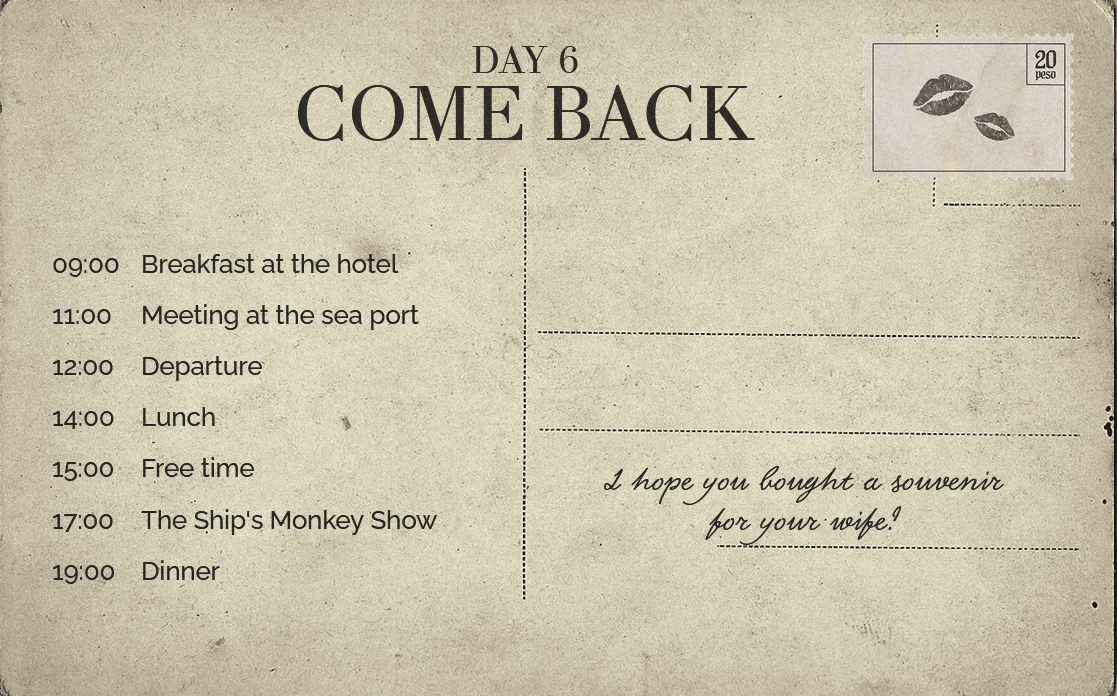 DAY 6
COME BACK
20
peso
09:00 Breakfast at the hotel
11:00 Meeting at the sea port
12:00 Departure
14:00 Lunch
15:00 Free time
17:00 The Ship's Monkey Show
19:00 Dinner
I hope you bought a souvenir
for your wife?